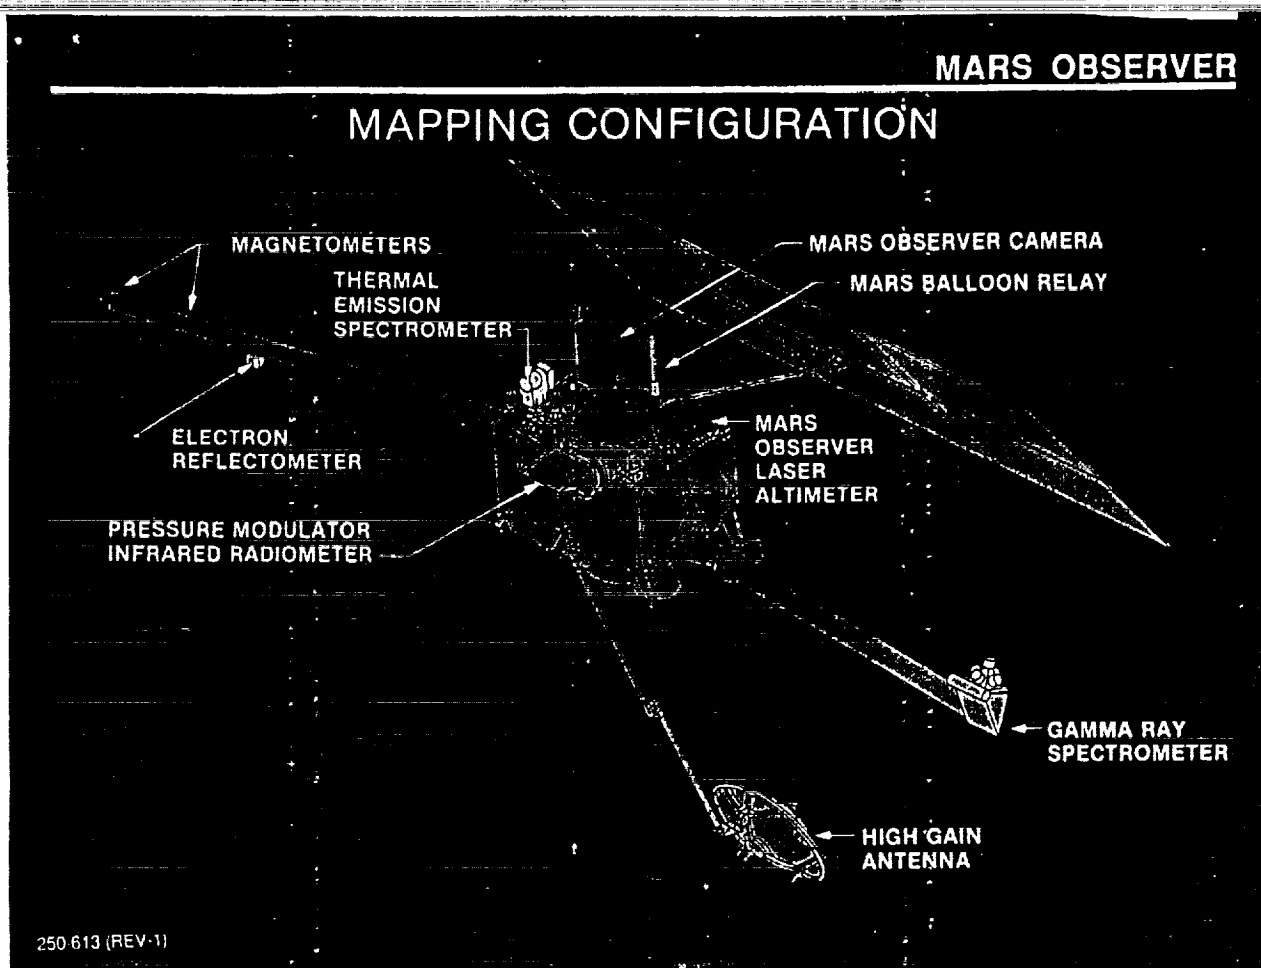 MARS OBSERVER
MAPPING CONFIGURATION
MAGNETOMETERS
THERMAL
EMISSION
SPECTROMETER
MARS OBSERVER CAMERA
MARS BALLOON RELAY
ELECTRON
REFLECTOMETER
MARS
OBSERVER
LASER
ALTIMETER
PRESSURE MODULATOR
INFRARED RADIOMETER
GAMMA RAY
SPECTROMETER
HIGH GAIN
ANTENNA
250-613 (REV-1)